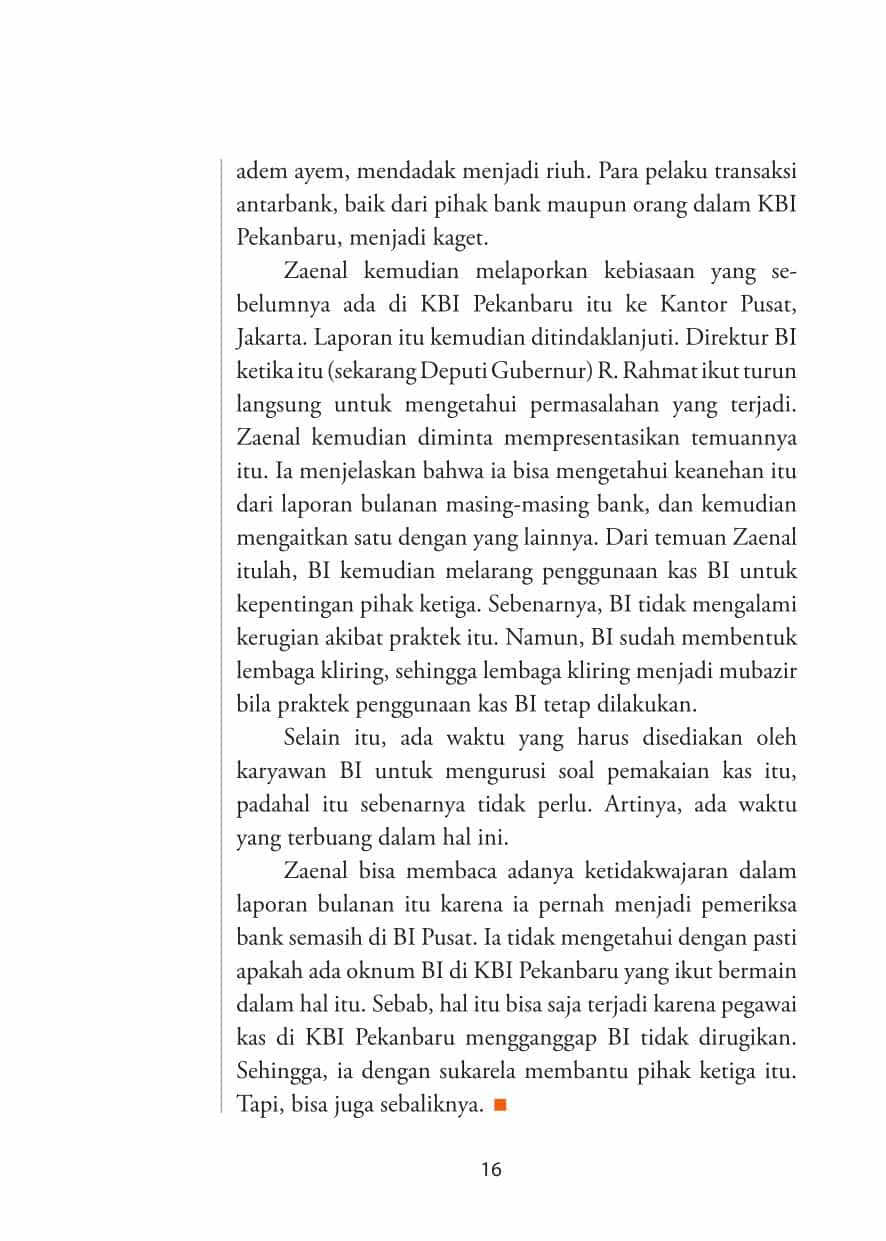 adem ayem, mendadak menjadi riuh. Para pelaku transaksi
antarbank, baik dari pihak bank maupun orang dalam KBI
Pekanbaru, menjadi kaget.
Zaenal kemudian melaporkan kebiasaan yang se-
belumnya ada di KBI Pekanbaru itu ke Kantor Pusat,
Jakarta. Laporan itu kemudian ditindaklanjuti. Direktur BI
ketika itu (sekarang Deputi Gubernur) R. Rahmat ikut turun
langsung untuk mengetahui permasalahan yang terjadi.
Zaenal kemudian diminta mempresentasikan temuannya
itu. Ia menjelaskan bahwa ia bisa mengetahui keanehan itu
dari laporan bulanan masing-masing bank, dan kemudian
mengaitkan satu dengan yang lainnya. Dari temuan Zaenal
itulah, BI kemudian melarang penggunaan kas BI untuk
kepentingan pihak ketiga. Sebenarnya, BI tidak mengalami
kerugian akibat praktek itu. Namun, BI sudah membentuk
lembaga kliring, sehingga lembaga kliring menjadi mubazir
bila praktek penggunaan kas BI tetap dilakukan.
Selain itu, ada waktu yang harus disediakan oleh
karyawan BI untuk mengurusi soal pemakaian kas itu,
padahal itu sebenarnya tidak perlu. Artinya, ada waktu
yang terbuang dalam hal ini.
Zaenal bisa membaca adanya ketidakwajaran dalam
laporan bulanan itu karena ia pernah menjadi pemeriksa
bank semasih di BI Pusat. Ia tidak mengetahui dengan pasti
apakah ada oknum BI di KBI Pekanbaru yang ikut bermain
dalam hal itu. Sebab, hal itu bisa saja terjadi karena pegawai
kas di KBI Pekanbaru mengganggap BI tidak dirugikan.
Sehingga, ia dengan sukarela membantu pihak ketiga itu.
Tapi, bisa juga sebaliknya.
16